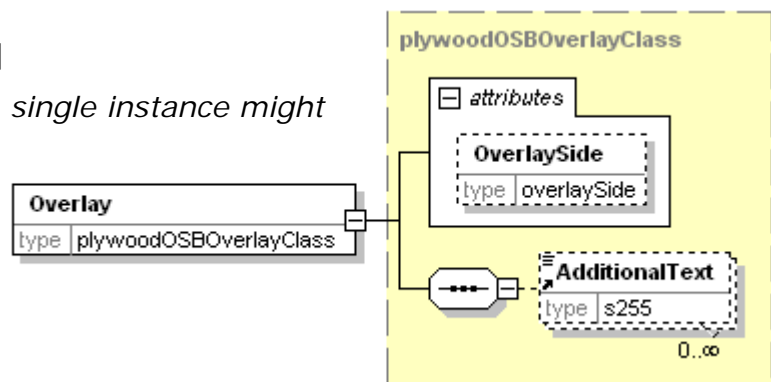 plywoodOSBOverlayClass
single instance might
attributes
OverlaySide
type overlaySide
Overlay
type plywoodOSBOverlayClass
AdditionalText
type s255
0..∞